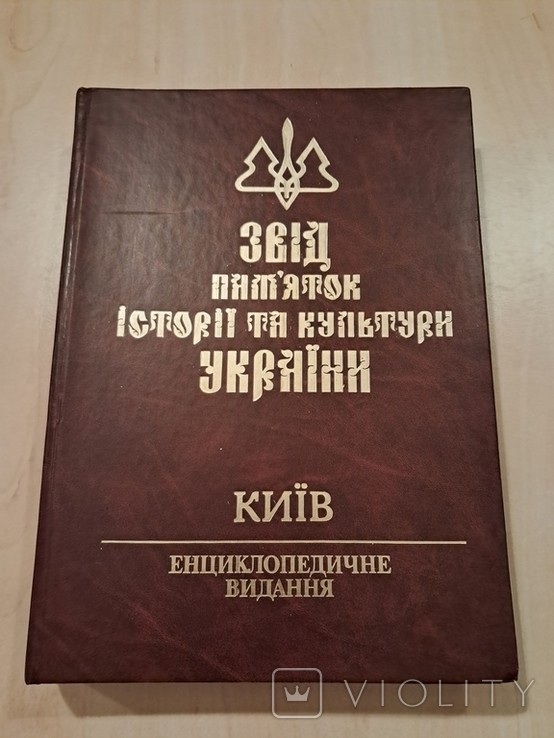 ЗВІД
ПАМ'ЯТОК
ІСТОРІЇ ТА КУЛЬТУРИ
УКРАЇНИ
КИЇВ
ЕНЦИКЛОПЕДИЧНЕ
ВИДАННЯ
VIOLITY